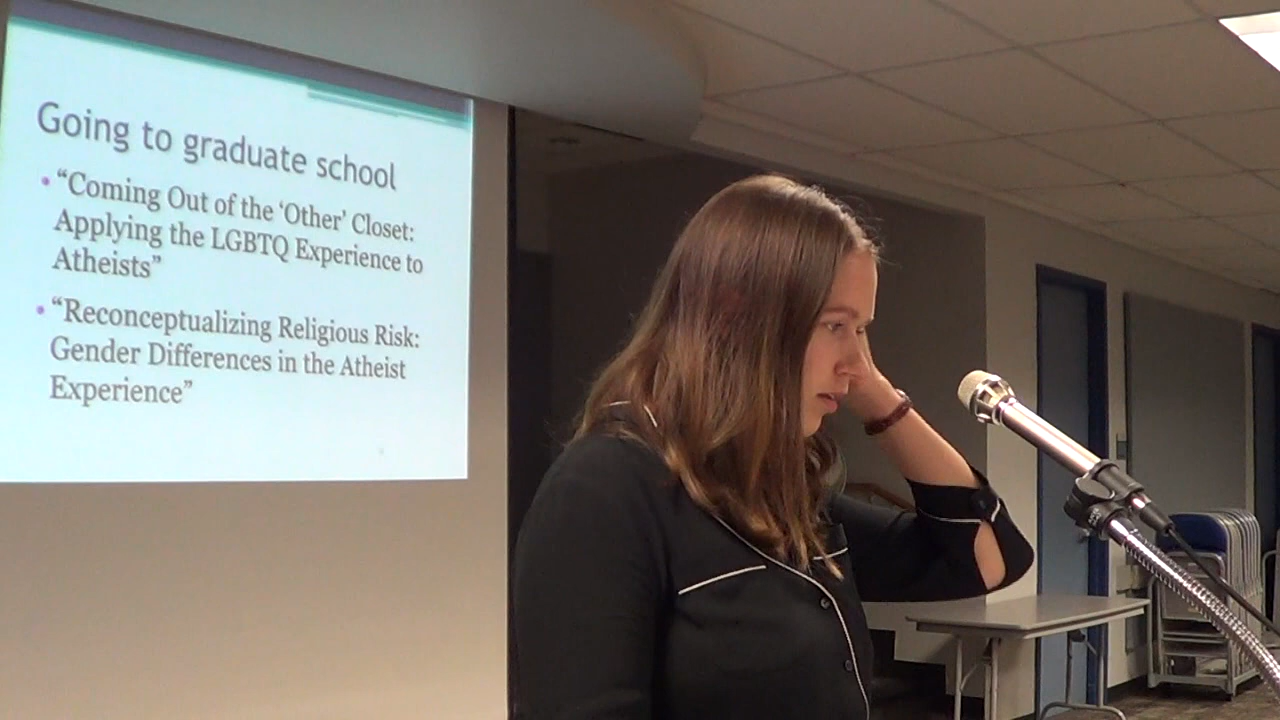 Going to graduate school
• “Coming Out of the ‘Other’ Closet:
Applying the LGBTQ Experience to
Atheists”
• “Reconceptualizing Religious Risk:
Gender Differences in the Atheist
Experience”